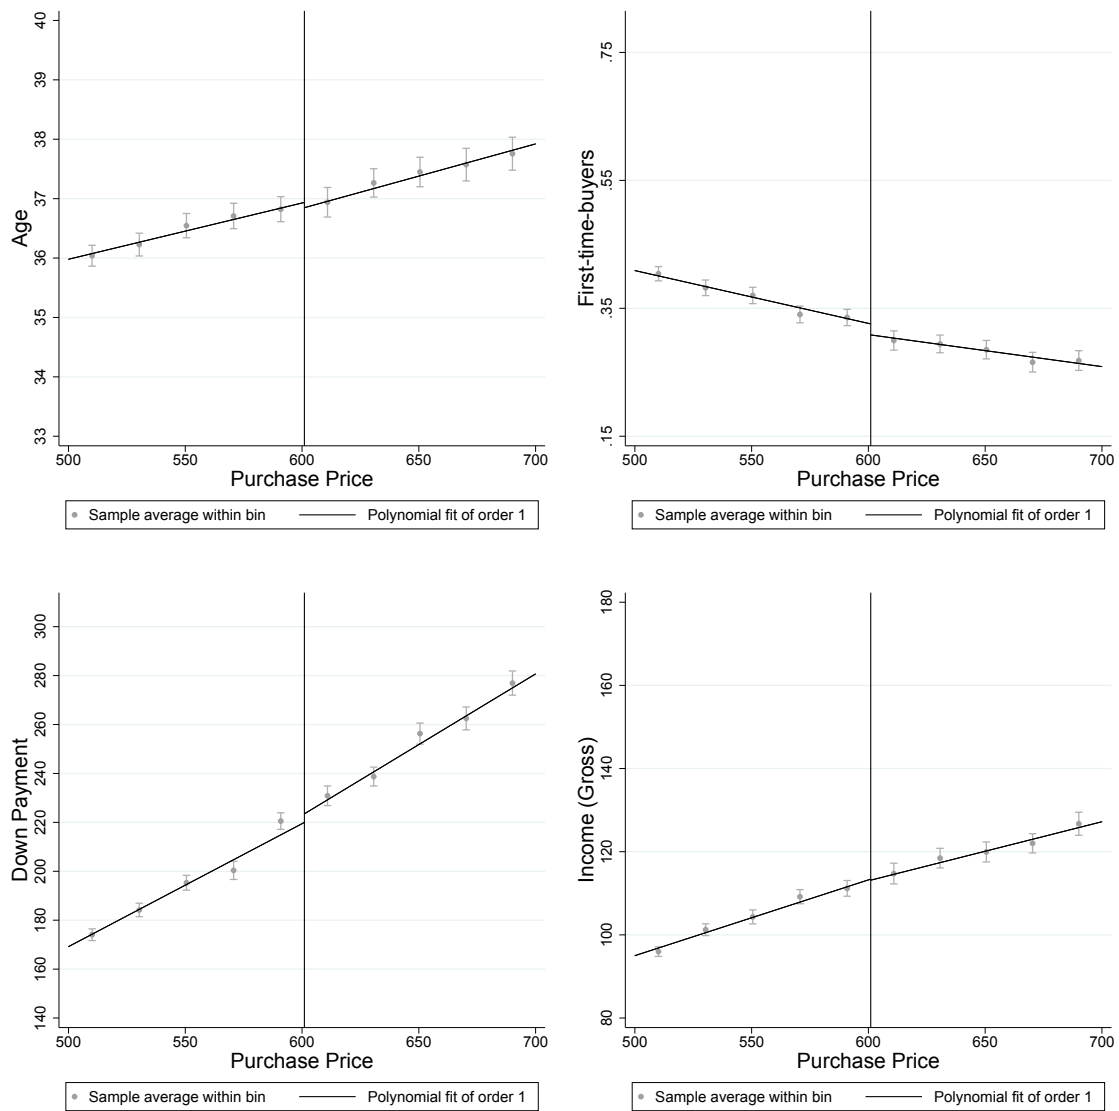 40
39
38
37
36
35
34
33
Age
500 550 600 650 700
Purchase Price
Sample average within bin Polynomial fit of order 1
.75
.55
.35
.15
First-time-buyers
500 550 600 650 700
Purchase Price
Sample average within bin Polynomial fit of order 1
300
280
260
240
220
200
180
160
140
Down Payment
500 550 600 650 700
Purchase Price
Sample average within bin Polynomial fit of order 1
180
160
140
120
100
80
Income (Gross)
500 550 600 650 700
Purchase Price
Sample average within bin Polynomial fit of order 1